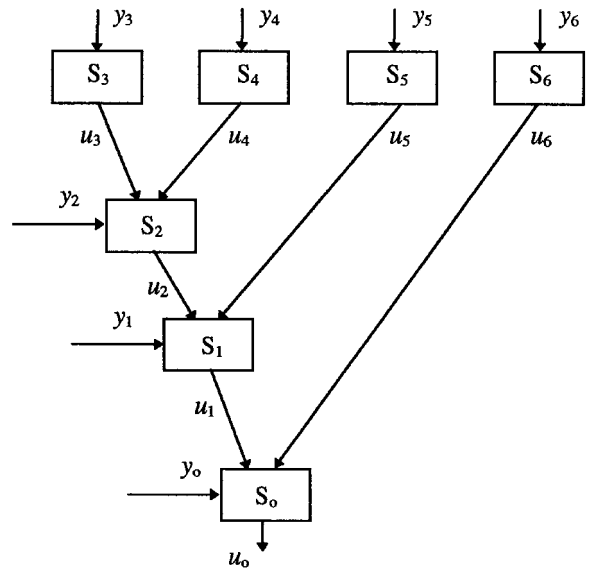 y₃ y₄ y₅ y₆
S₃ S₄ S₅ S₆
u₃ u₄ u₅ u₆
y₂
S₂
u₂
y₁
S₁
u₁
yₒ
Sₒ
uₒ